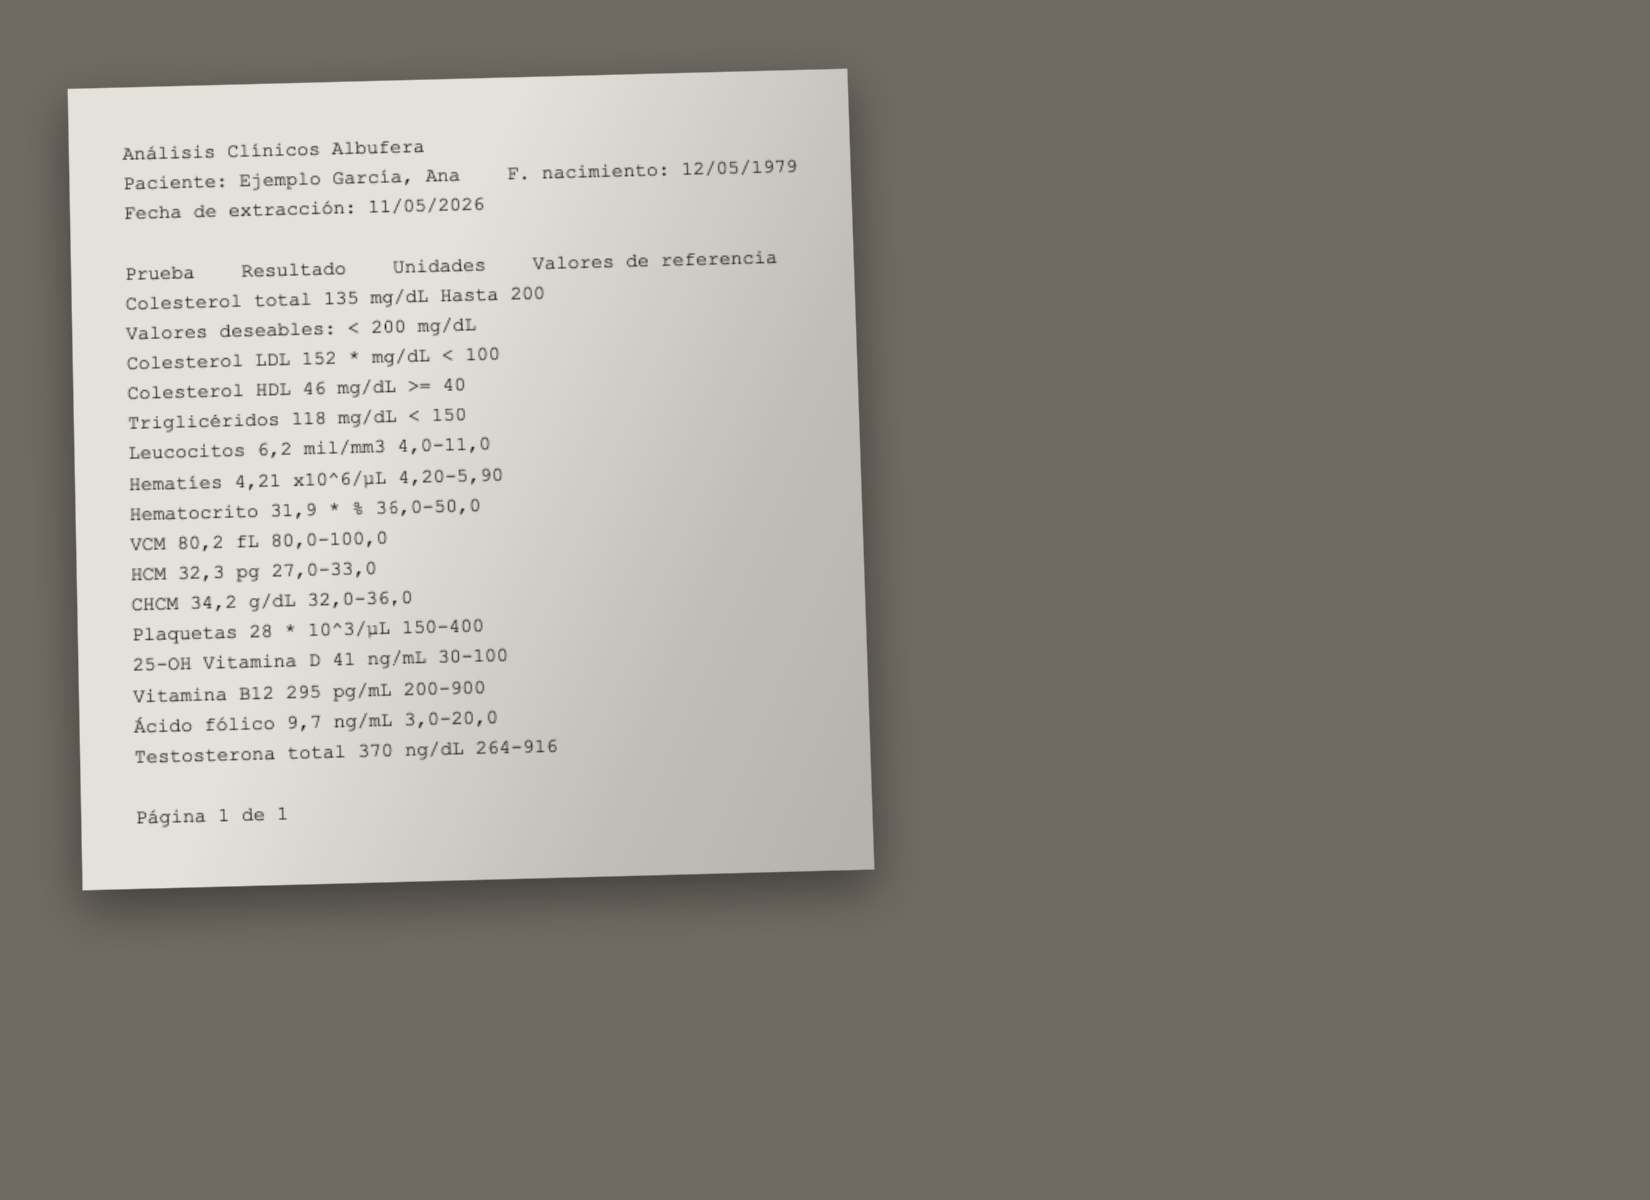 Análisis Clínicos Albufera
Paciente: Ejemplo García, Ana    F. nacimiento: 12/05/1979
Fecha de extracción: 11/05/2026

Prueba    Resultado    Unidades    Valores de referencia
Colesterol total 135 mg/dL Hasta 200
Valores deseables: < 200 mg/dL
Colesterol LDL 152 * mg/dL < 100
Colesterol HDL 46 mg/dL >= 40
Triglicéridos 118 mg/dL < 150
Leucocitos 6,2 mil/mm3 4,0-11,0
Hematíes 4,21 x10^6/µL 4,20-5,90
Hematocrito 31,9 * % 36,0-50,0
VCM 80,2 fL 80,0-100,0
HCM 32,3 pg 27,0-33,0
CHCM 34,2 g/dL 32,0-36,0
Plaquetas 28 * 10^3/µL 150-400
25-OH Vitamina D 41 ng/mL 30-100
Vitamina B12 295 pg/mL 200-900
Ácido fólico 9,7 ng/mL 3,0-20,0
Testosterona total 370 ng/dL 264-916

Página 1 de 1